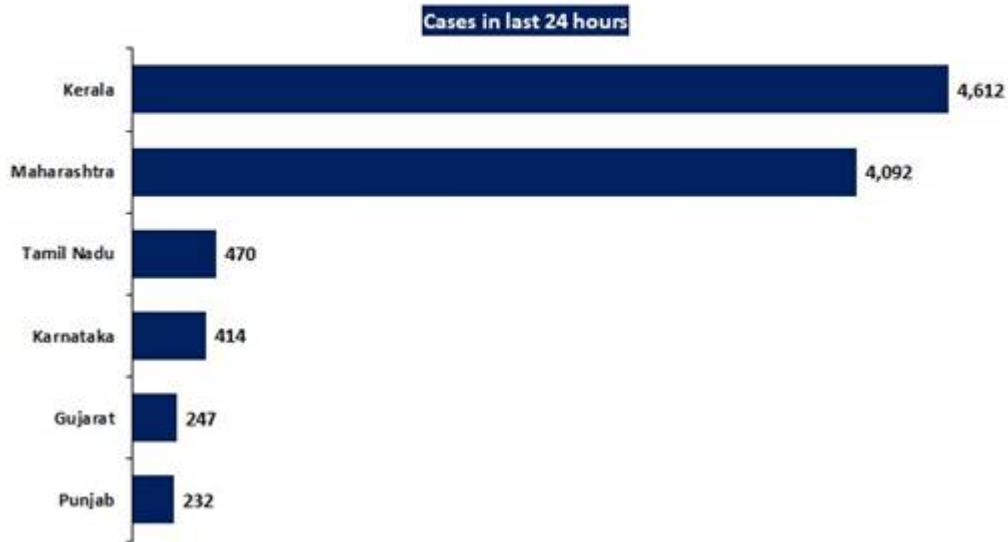 Cases in last 24 hours
Kerala 4,612
Maharashtra 4,092
Tamil Nadu 470
Karnataka 414
Gujarat 247
Punjab 232